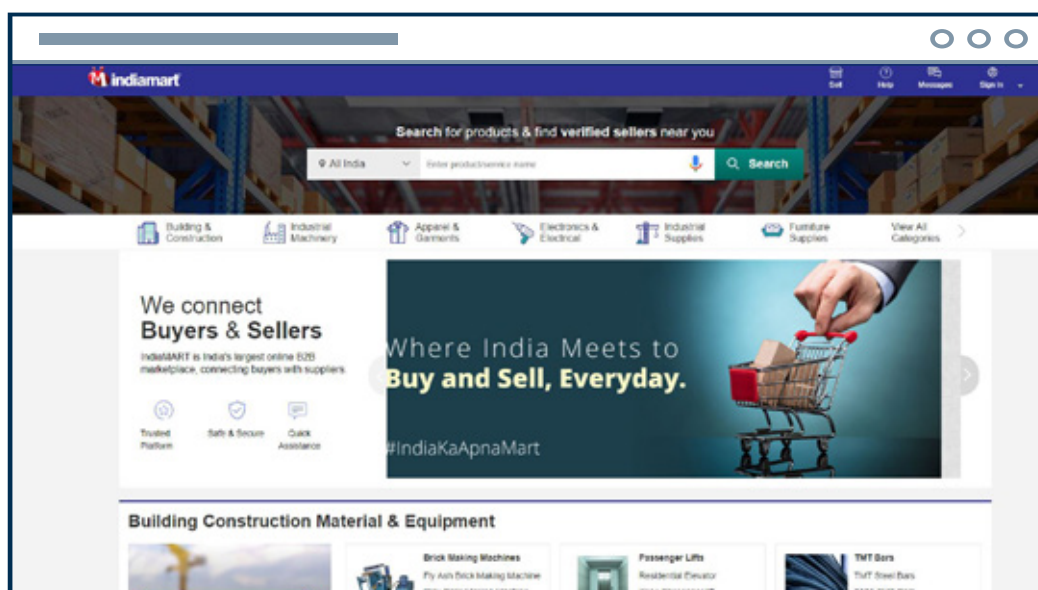 indiamart
Sell
Help
Messages
Sign In
Search for products & find verified sellers near you
All India
Enter product/service name
Search
Building &
Construction
Industrial
Machinery
Apparel &
Garments
Electronics &
Electrical
Industrial
Supplies
Furniture
Supplies
View All
Categories
We connect
Buyers & Sellers
IndiaMART is India's largest online B2B
marketplace, connecting buyers with suppliers.
Trusted
Platform
Safe & Secure
Quick
Assistance
Where India Meets to
Buy and Sell, Everyday.
#IndiaKaApnaMart
Building Construction Material & Equipment
Brick Making Machines
Fly Ash Brick Making Machine
Passenger Lifts
Residential Elevator
TMT Bars
TMT Steel Bars